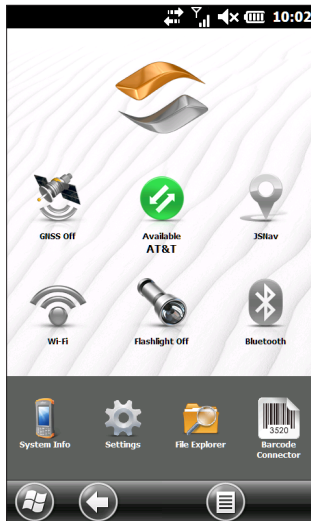 10:02
GNSS Off
Available
AT&T
JSNav
Wi-Fi
Flashlight Off
Bluetooth
3520
System Info
Settings
File Explorer
Barcode
Connector